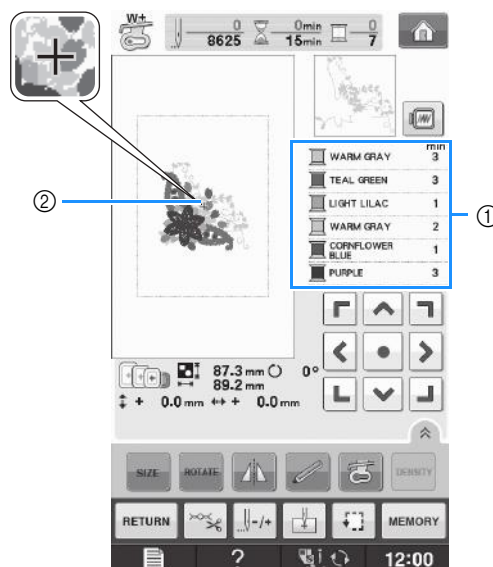 W+
0
8625
0min
15min
0
7
min
WARM GRAY 3
TEAL GREEN 3
LIGHT LILAC 1
WARM GRAY 2
CORNFLOWER
BLUE 1
PURPLE 3
①
②
87.3 mm 0°
89.2 mm
+ 0.0 mm + 0.0 mm
SIZE ROTATE DENSITY
RETURN -/+ MEMORY
? 12:00